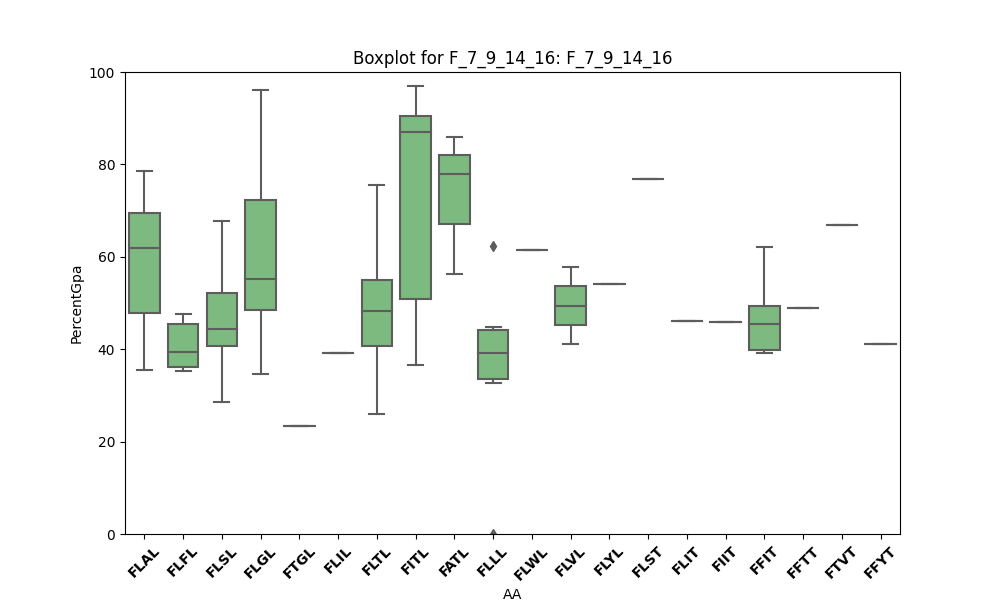 Boxplot for F_7_9_14_16: F_7_9_14_16
100
80
60
40
20
0
PercentGpa
FLAL
FLFL
FLSL
FLGL
FTGL
FLIL
FLTL
FITL
FATL
FLLL
FLWL
FLVL
FLYL
FLST
FLIT
FIIT
FFIT
FFTT
FTVT
FFYT
AA